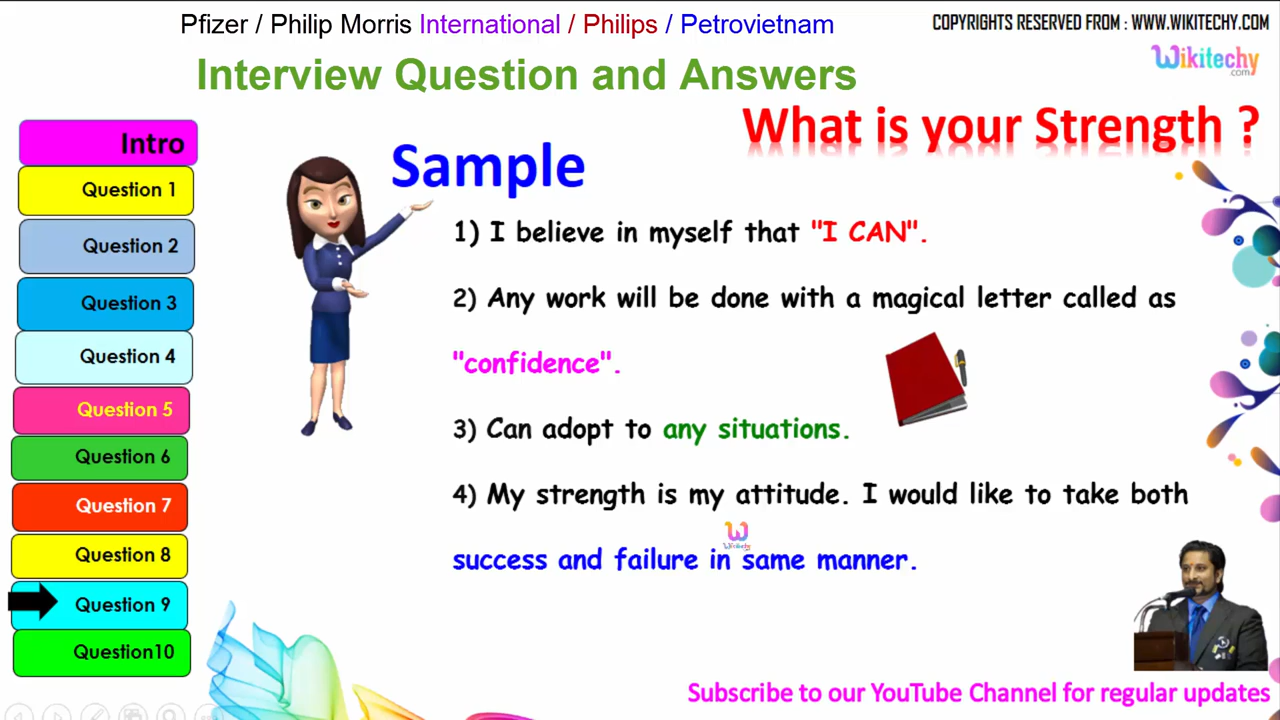 Pfizer / Philip Morris International / Philips / Petrovietnam
COPYRIGHTS RESERVED FROM : WWW.WIKITECHY.COM
Interview Question and Answers
Wikitechy
.com
What is your Strength ?
Intro
Question 1
Question 2
Question 3
Question 4
Question 5
Question 6
Question 7
Question 8
Question 9
Question10
Sample
1) I believe in myself that "I CAN".
2) Any work will be done with a magical letter called as
"confidence".
3) Can adopt to any situations.
4) My strength is my attitude. I would like to take both
W
Wikitechy
success and failure in same manner.
Subscribe to our YouTube Channel for regular updates